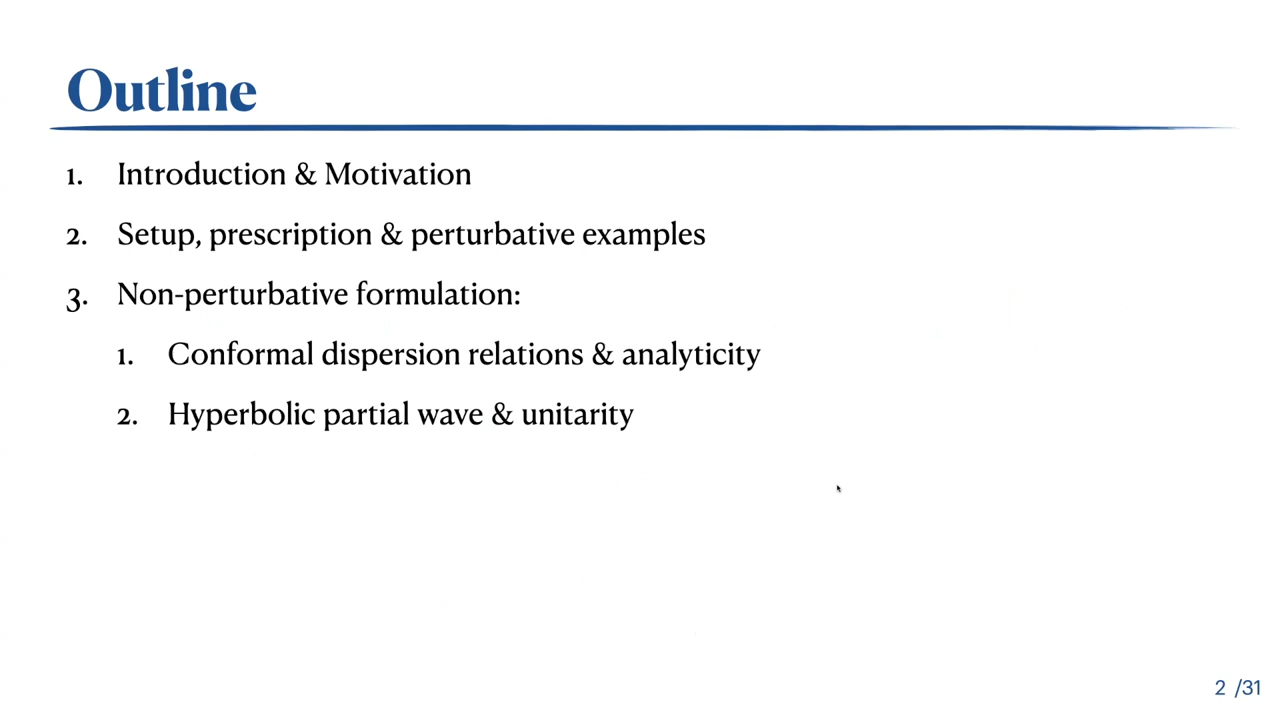 Outline
1. Introduction & Motivation
2. Setup, prescription & perturbative examples
3. Non-perturbative formulation:
1. Conformal dispersion relations & analyticity
2. Hyperbolic partial wave & unitarity
2 /31